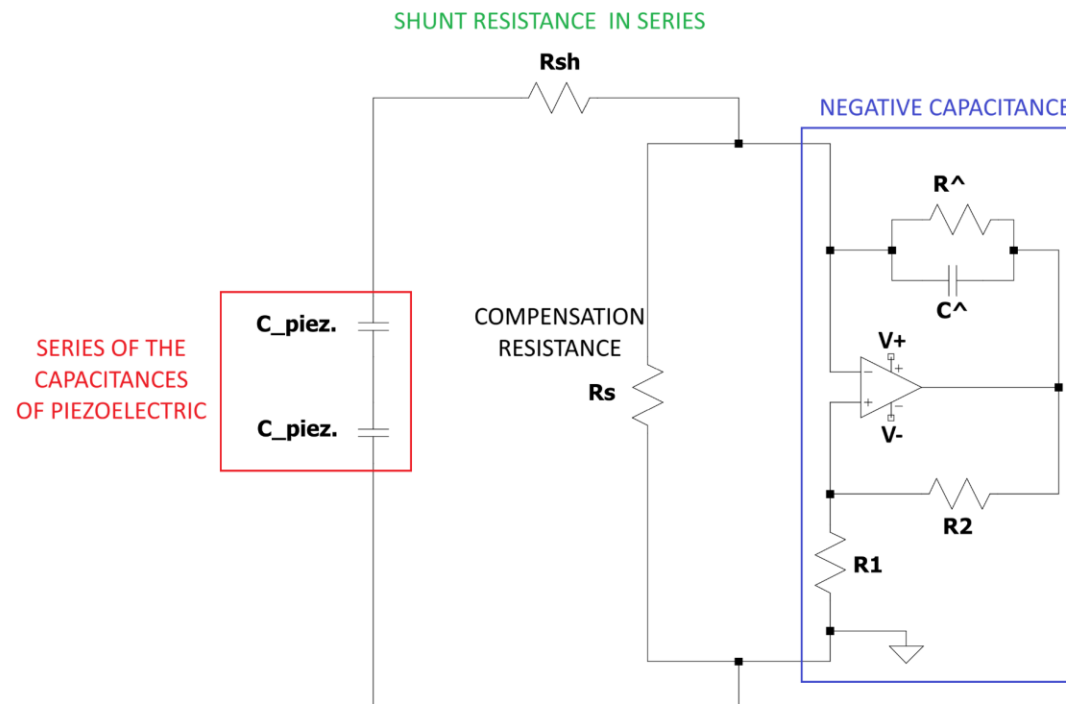 SHUNT RESISTANCE IN SERIES
Rsh
NEGATIVE CAPACITANCE
R^
C^
C_piez.
COMPENSATION
RESISTANCE
SERIES OF THE
CAPACITANCES
OF PIEZOELECTRIC
V+
Rs
C_piez.
V-
R2
R1